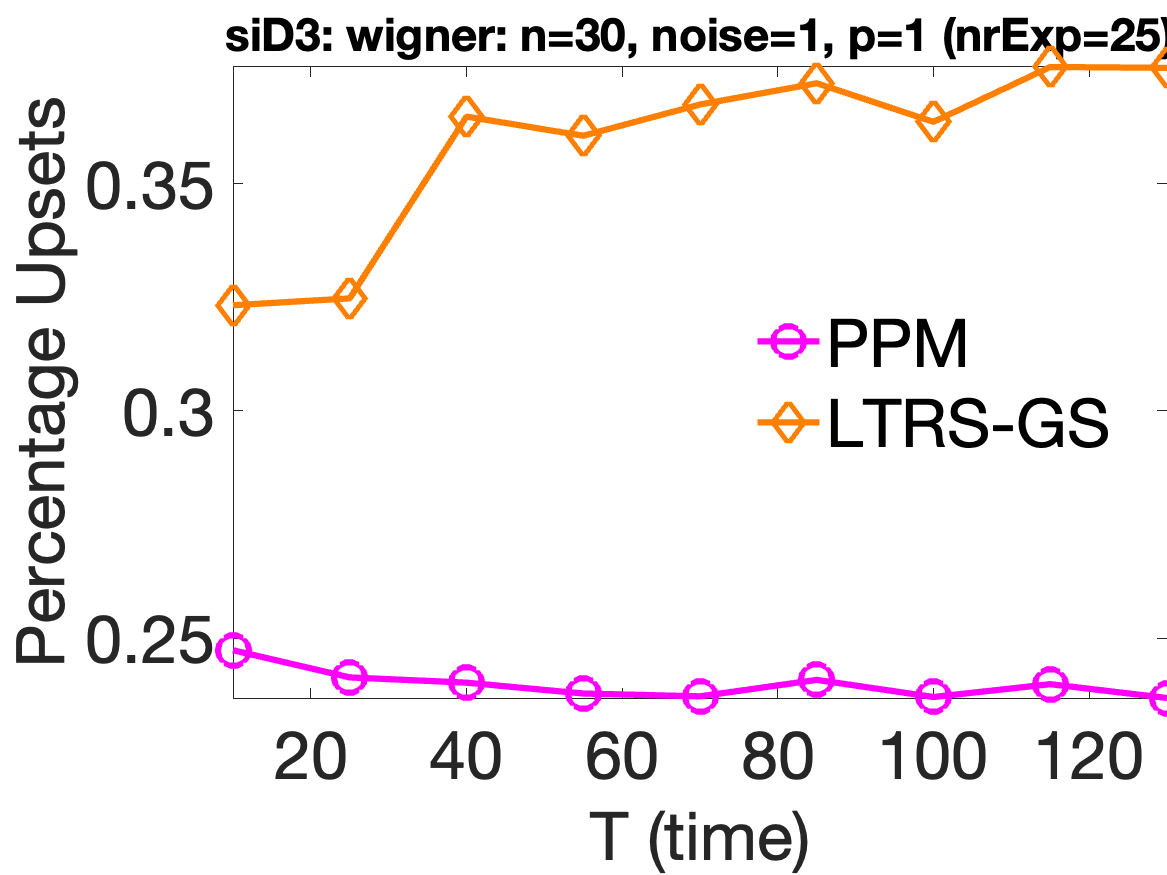 siD3: wigner: n=30, noise=1, p=1 (nrExp=25)
Percentage Upsets
0.35
0.3
0.25
PPM
LTRS-GS
20 40 60 80 100 120
T (time)